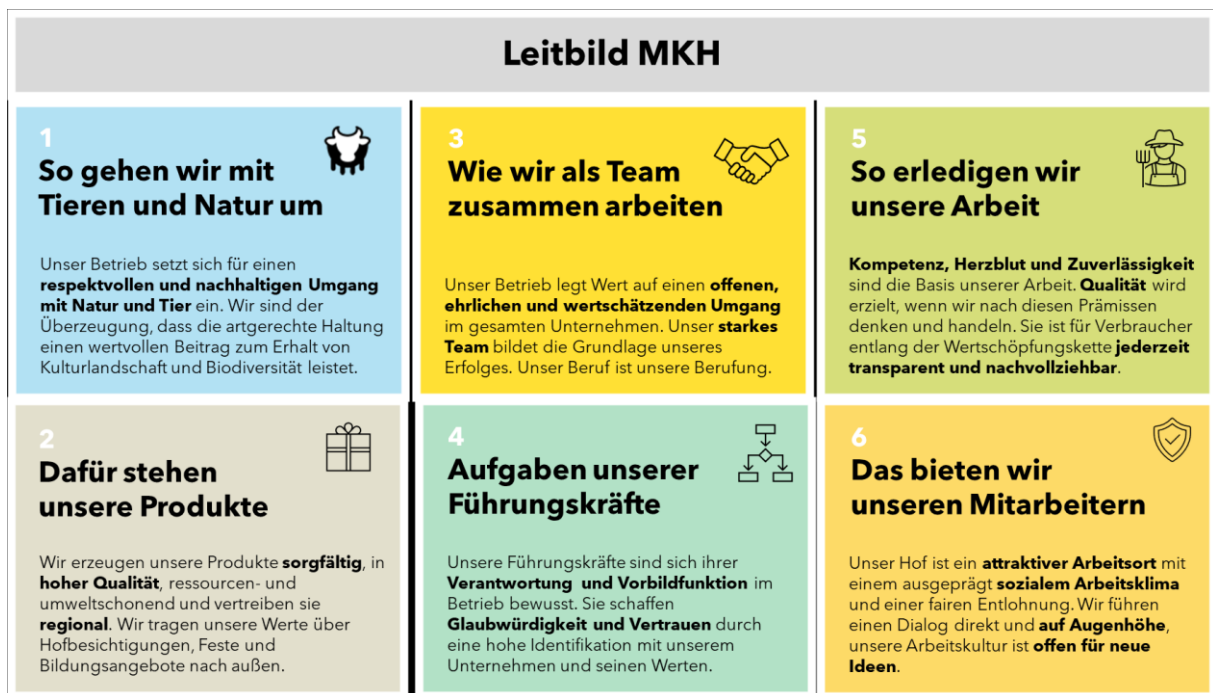 Leitbild MKH
1
So gehen wir mit
Tieren und Natur um
Unser Betrieb setzt sich für einen
respektvollen und nachhaltigen Umgang
mit Natur und Tier ein. Wir sind der
Überzeugung, dass die artgerechte Haltung
einen wertvollen Beitrag zum Erhalt von
Kulturlandschaft und Biodiversität leistet.
2
Dafür stehen
unsere Produkte
Wir erzeugen unsere Produkte sorgfältig, in
hoher Qualität, ressourcen- und
umweltschonend und vertreiben sie
regional. Wir tragen unsere Werte über
Hofbesichtigungen, Feste und
Bildungsangebote nach außen.
3
Wie wir als Team
zusammen arbeiten
Unser Betrieb legt Wert auf einen offenen,
ehrlichen und wertschätzenden Umgang
im gesamten Unternehmen. Unser starkes
Team bildet die Grundlage unseres
Erfolges. Unser Beruf ist unsere Berufung.
4
Aufgaben unserer
Führungskräfte
Unsere Führungskräfte sind sich ihrer
Verantwortung und Vorbildfunktion im
Betrieb bewusst. Sie schaffen
Glaubwürdigkeit und Vertrauen durch
eine hohe Identifikation mit unserem
Unternehmen und seinen Werten.
5
So erledigen wir
unsere Arbeit
Kompetenz, Herzblut und Zuverlässigkeit
sind die Basis unserer Arbeit. Qualität wird
erzielt, wenn wir nach diesen Prämissen
denken und handeln. Sie ist für Verbraucher
entlang der Wertschöpfungskette jederzeit
transparent und nachvollziehbar.
6
Das bieten wir
unseren Mitarbeitern
Unser Hof ist ein attraktiver Arbeitsort mit
einem ausgeprägt sozialem Arbeitsklima
und einer fairen Entlohnung. Wir führen
einen Dialog direkt und auf Augenhöhe,
unsere Arbeitskultur ist offen für neue
Ideen.